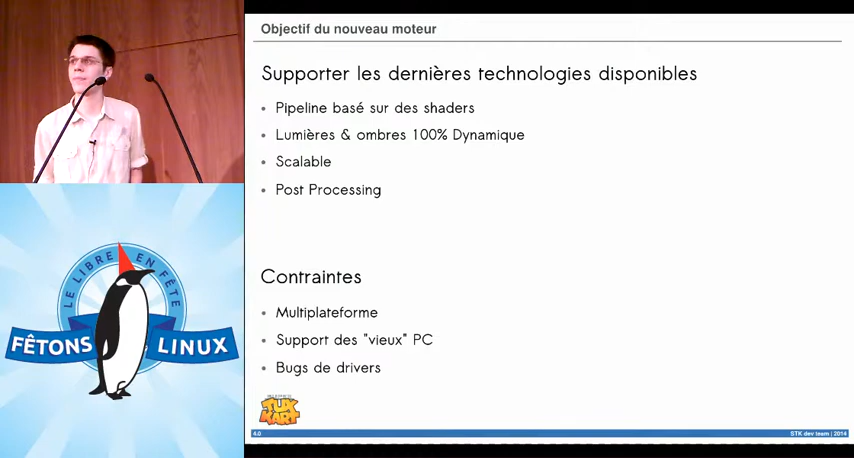 Objectif du nouveau moteur
Supporter les dernières technologies disponibles
• Pipeline basé sur des shaders
• Lumières & ombres 100% Dynamique
• Scalable
• Post Processing
Contraintes
• Multiplateforme
• Support des "vieux" PC
• Bugs de drivers
LE LIBRE EN FÊTE
FÊTONS LINUX
TUX
KART
4.0
STK dev team | 2014